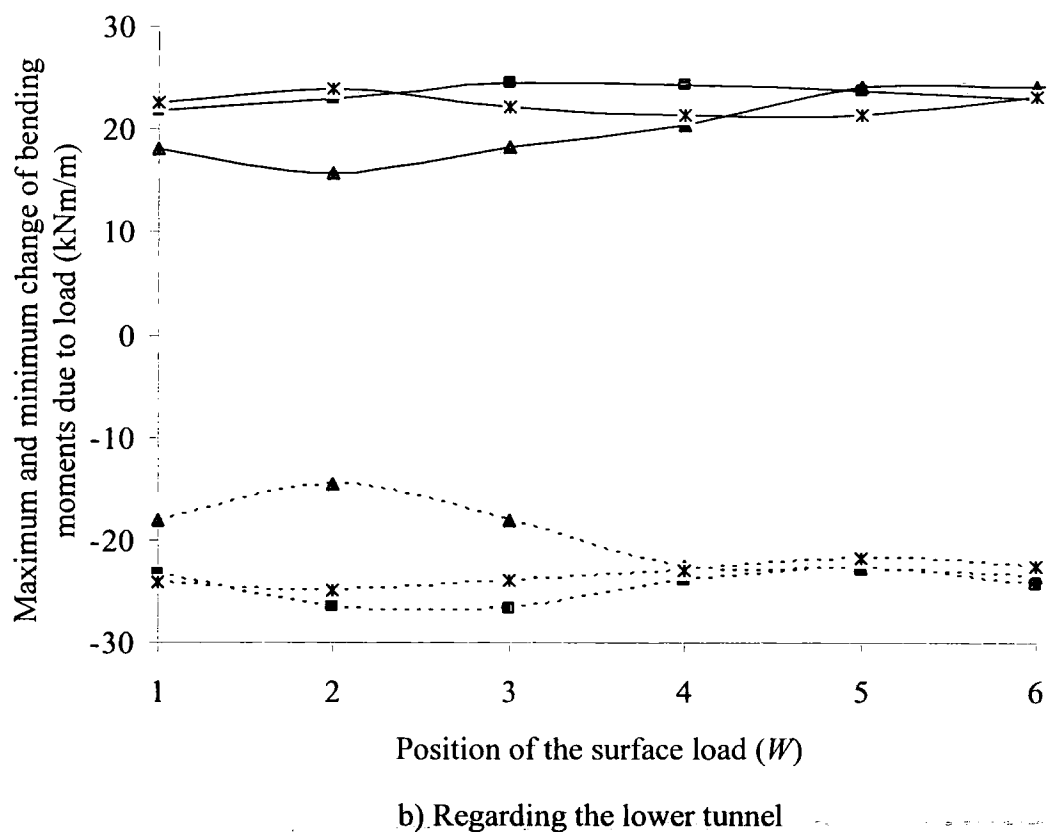 Maximum and minimum change of bending
moments due to load (kNm/m)
30
20
10
0
-10
-20
-30
1 2 3 4 5 6
Position of the surface load (W)
b) Regarding the lower tunnel